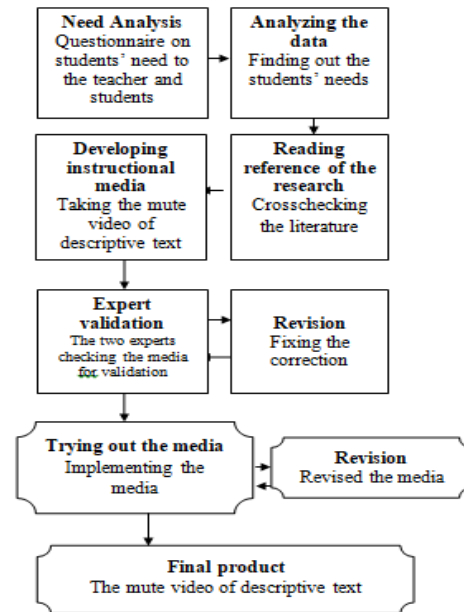 Need Analysis
Questionnaire on
students' need to
the teacher and
students
Analyzing the
data
Finding out the
students' needs
Developing
instructional
media
Taking the mute
video of
descriptive text
Reading
reference of the
research
Crosschecking
the literature
Expert
validation
The two experts
checking the media
for validation
Revision
Fixing the
correction
Trying out the media
Implementing the
media
Revision
Revised the media
Final product
The mute video of descriptive text